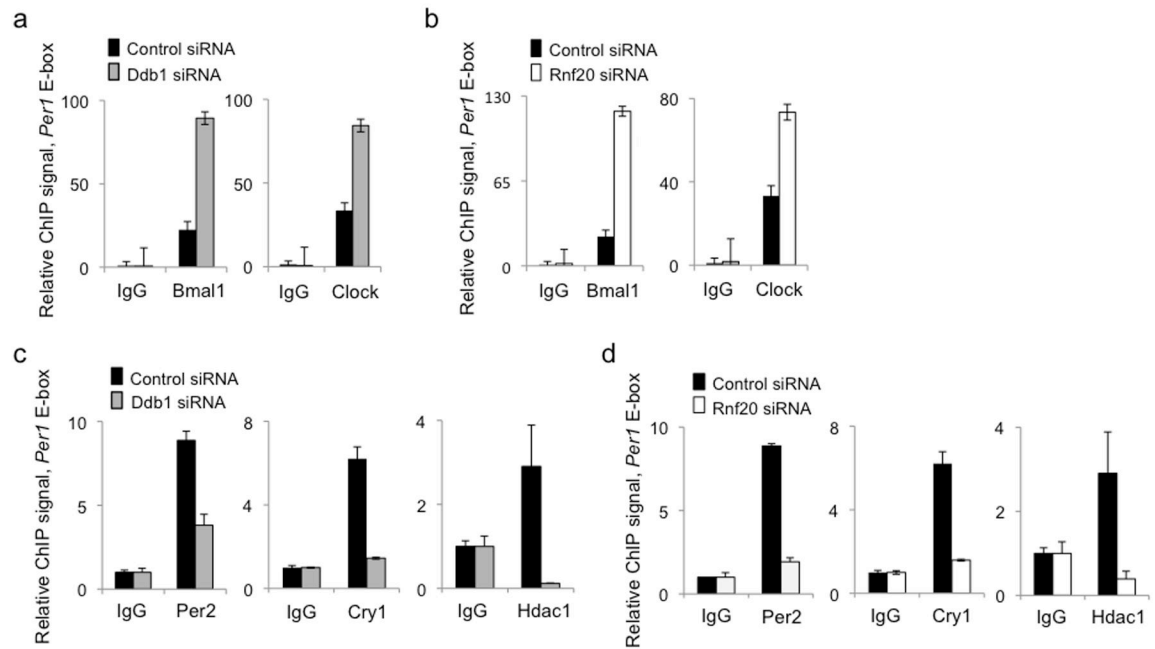 a
Control siRNA
Ddb1 siRNA
Relative ChIP signal, Per1 E-box
100
50
0
IgG Bmal1
100
50
0
IgG Clock
b
Control siRNA
Rnf20 siRNA
Relative ChIP signal, Per1 E-box
130
65
0
IgG Bmal1
80
40
0
IgG Clock
c
Control siRNA
Ddb1 siRNA
Relative ChIP signal, Per1 E-box
10
5
0
IgG Per2
8
4
0
IgG Cry1
4
2
0
IgG Hdac1
d
Control siRNA
Rnf20 siRNA
Relative ChIP signal, Per1 E-box
10
5
0
IgG Per2
8
4
0
IgG Cry1
4
2
0
IgG Hdac1